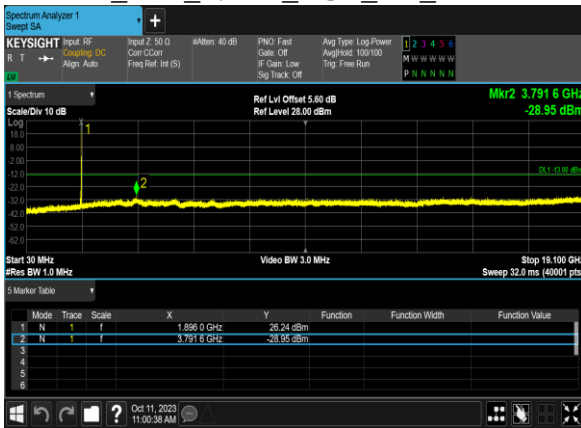 Spectrum Analyzer 1
Swept SA
KEYSIGHT Input: RF Input Z: 50 Ω #Atten: 40 dB PNO: Fast Avg Type: Log-Power 1 2 3 4 5 6
R T Coupling: DC Corr CCorr Gate: Off Avg|Hold: 100/100 M W W W W W
Align: Auto Freq Ref: Int (S) IF Gain: Low Trig: Free Run
LV Sig Track: Off P N N N N N
1 Spectrum Ref Lvl Offset 5.60 dB Mkr2 3.791 6 GHz
Scale/Div 10 dB Ref Level 28.00 dBm -28.95 dBm
Log
18.0 1
8.00
-2.00
-12.0 DL1 -13.00 dBm
-22.0 2
-32.0
-42.0
-52.0
-62.0
Start 30 MHz Video BW 3.0 MHz Stop 19.100 GHz
#Res BW 1.0 MHz Sweep 32.0 ms (40001 pts
5 Marker Table
Mode Trace Scale X Y Function Function Width Function Value
1 N 1 f 1.896 0 GHz 26.24 dBm
2 N 1 f 3.791 6 GHz -28.95 dBm
3
4
5
6
? Oct 11, 2023
11:00:38 AM